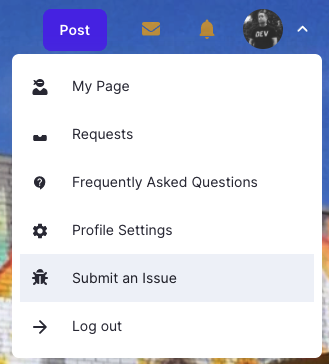 Post
DEV
My Page
Requests
Frequently Asked Questions
Profile Settings
Submit an Issue
Log out